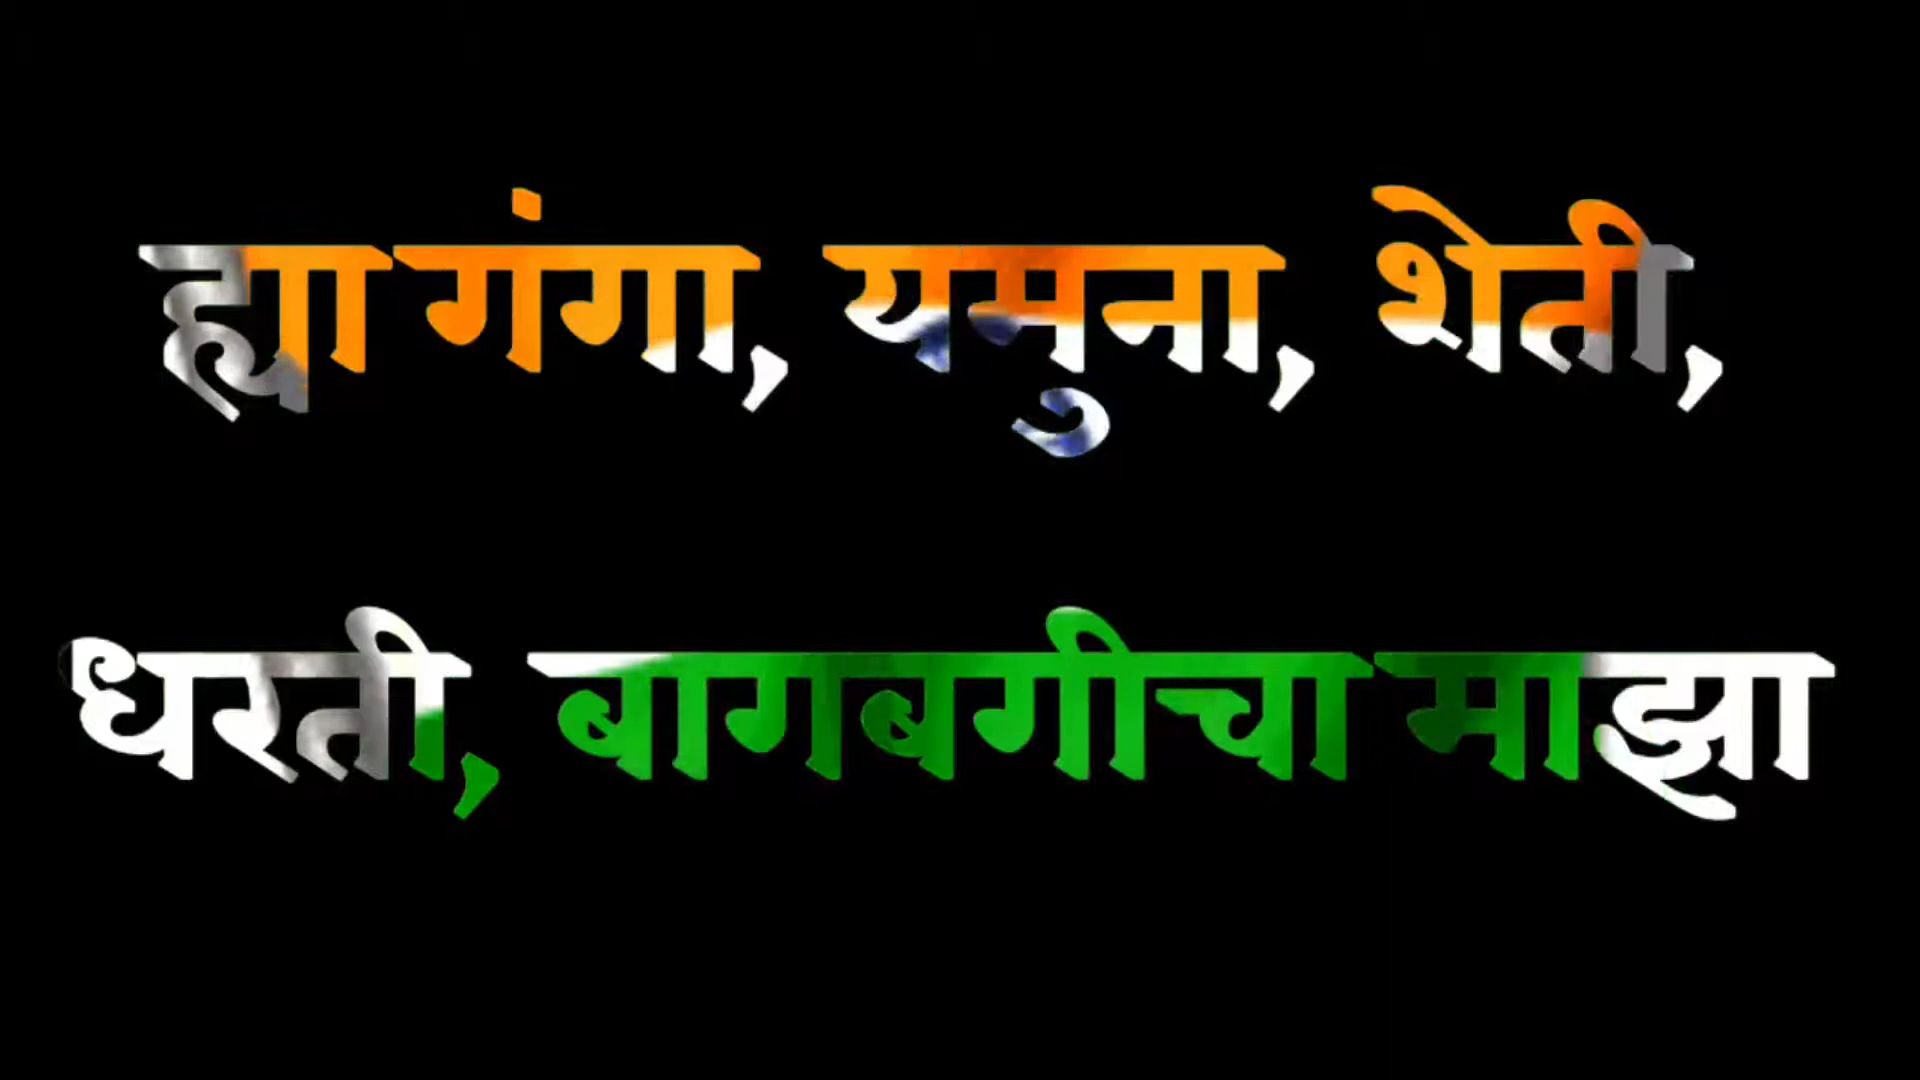 ह्या गंगा, यमुना, शेती,
धरती, बागबगीचा माझा